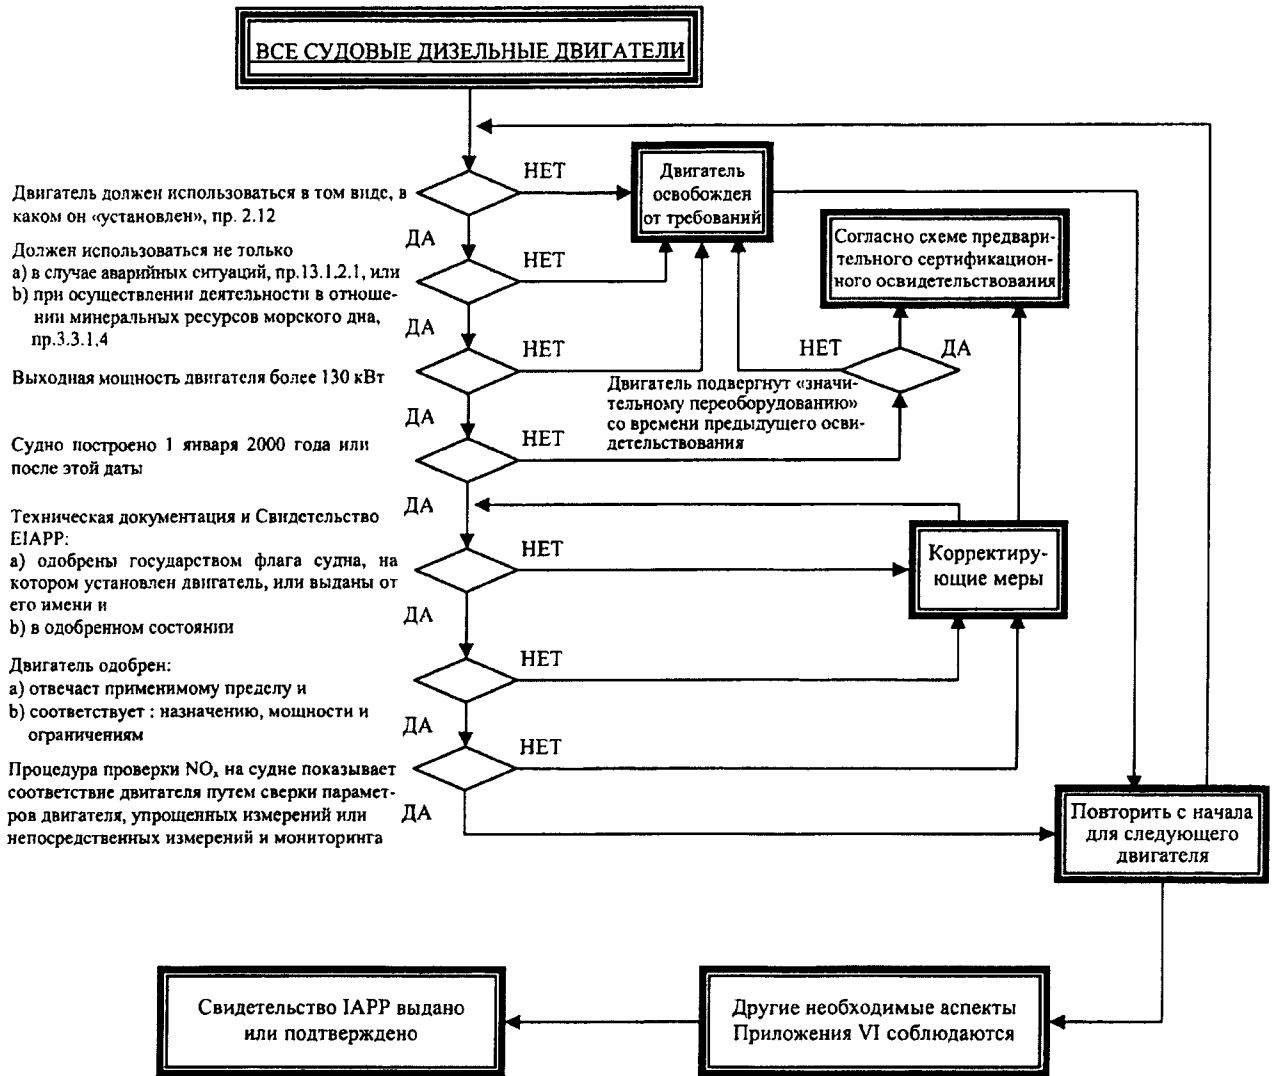 ВСЕ СУДОВЫЕ ДИЗЕЛЬНЫЕ ДВИГАТЕЛИ
Двигатель должен использоваться в том виде, в
каком он «установлен», пр. 2.12
НЕТ
Двигатель
освобожден
от требований
ДА
Должен использоваться не только
a) в случае аварийных ситуаций, пр.13.1.2.1, или
b) при осуществлении деятельности в отноше-
нии минеральных ресурсов морского дна,
пр.3.3.1.4
НЕТ
Согласно схеме предвари-
тельного сертификацион-
ного освидетельствования
ДА
Выходная мощность двигателя более 130 кВт
НЕТ
НЕТ
ДА
Двигатель подвергнут «значи-
тельному переоборудованию»
со времени предыдущего осви-
детельствования
ДА
Судно построено 1 января 2000 года или
после этой даты
НЕТ
ДА
Техническая документация и Свидетельство
EIAPP:
a) одобрены государством флага судна, на
котором установлен двигатель, или выданы от
его имени и
b) в одобренном состоянии
НЕТ
Корректиру-
ющие меры
ДА
Двигатель одобрен:
a) отвечает применимому пределу и
b) соответствует : назначению, мощности и
ограничениям
НЕТ
ДА
Процедура проверки NOx на судне показывает
соответствие двигателя путем сверки парамет-
ров двигателя, упрощенных измерений или
непосредственных измерений и мониторинга
НЕТ
ДА
Повторить с начала
для следующего
двигателя
Свидетельство IAPP выдано
или подтверждено
Другие необходимые аспекты
Приложения VI соблюдаются